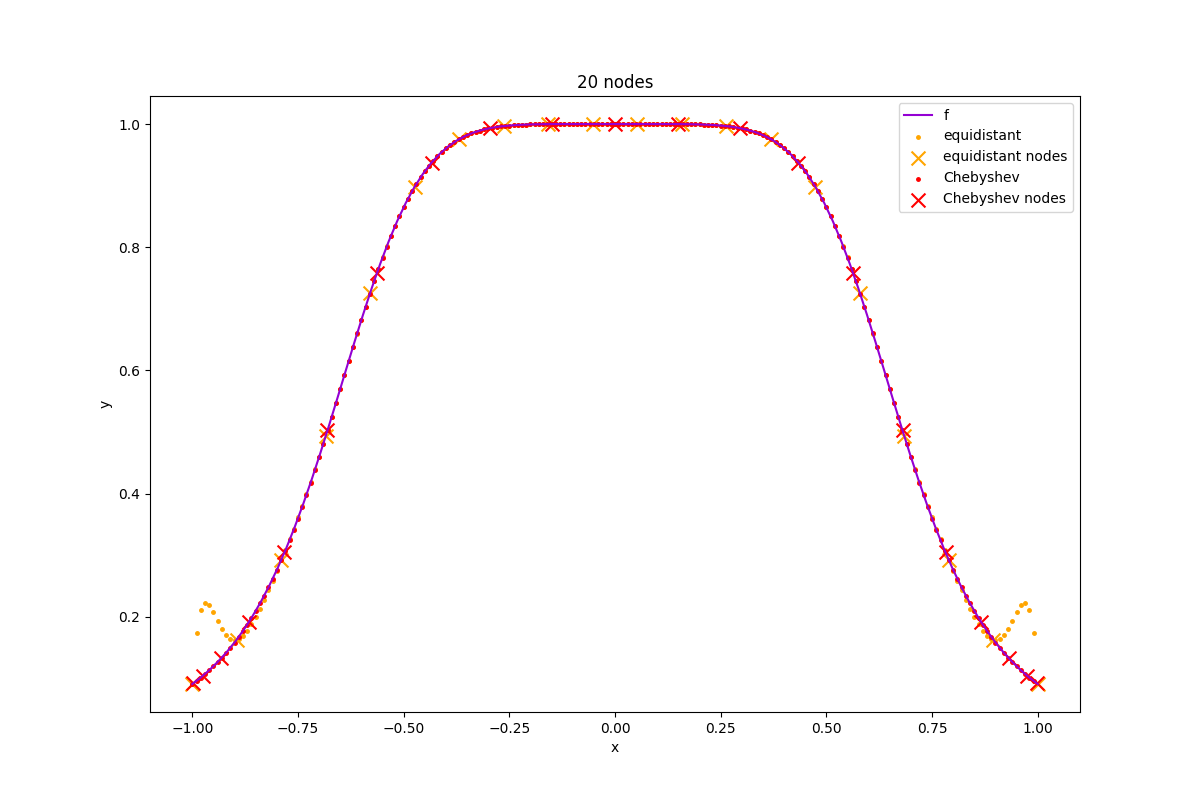 20 nodes
f
equidistant
equidistant nodes
Chebyshev
Chebyshev nodes
1.0
0.8
0.6
0.4
0.2
y
−1.00 −0.75 −0.50 −0.25 0.00 0.25 0.50 0.75 1.00
x